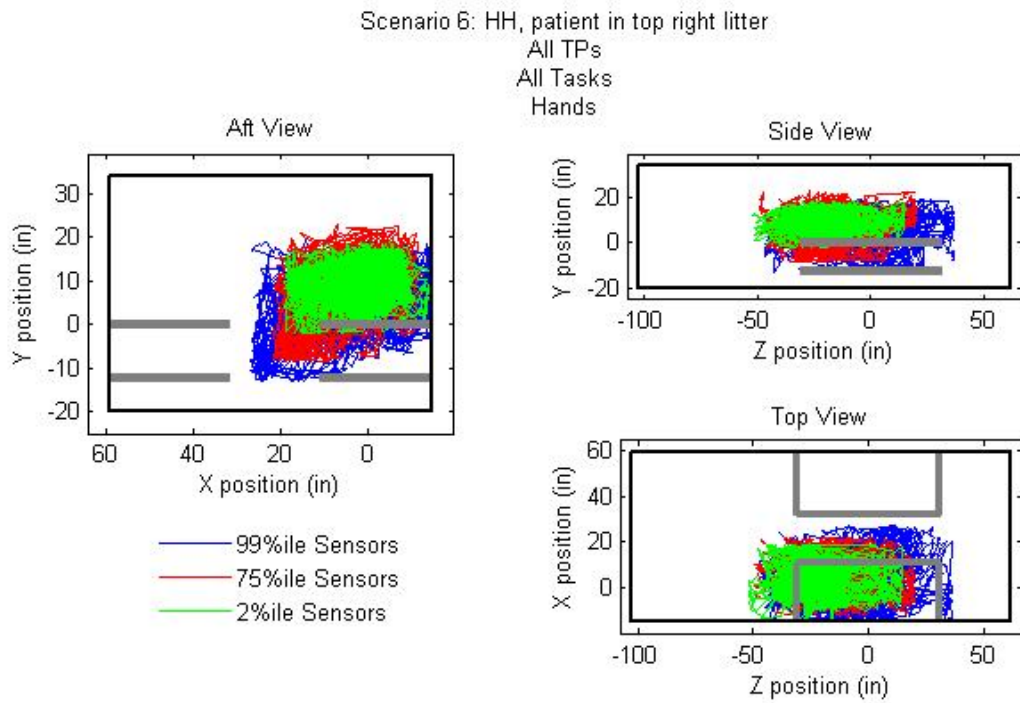 Scenario 6: HH, patient in top right litter
All TPs
All Tasks
Hands
Aft View
Y position (in)
30
20
10
0
-10
-20
60 40 20 0
X position (in)
Side View
Y position (in)
20
0
-20
-100 -50 0 50
Z position (in)
Top View
X position (in)
60
40
20
0
-100 -50 0 50
Z position (in)
99%ile Sensors
75%ile Sensors
2%ile Sensors